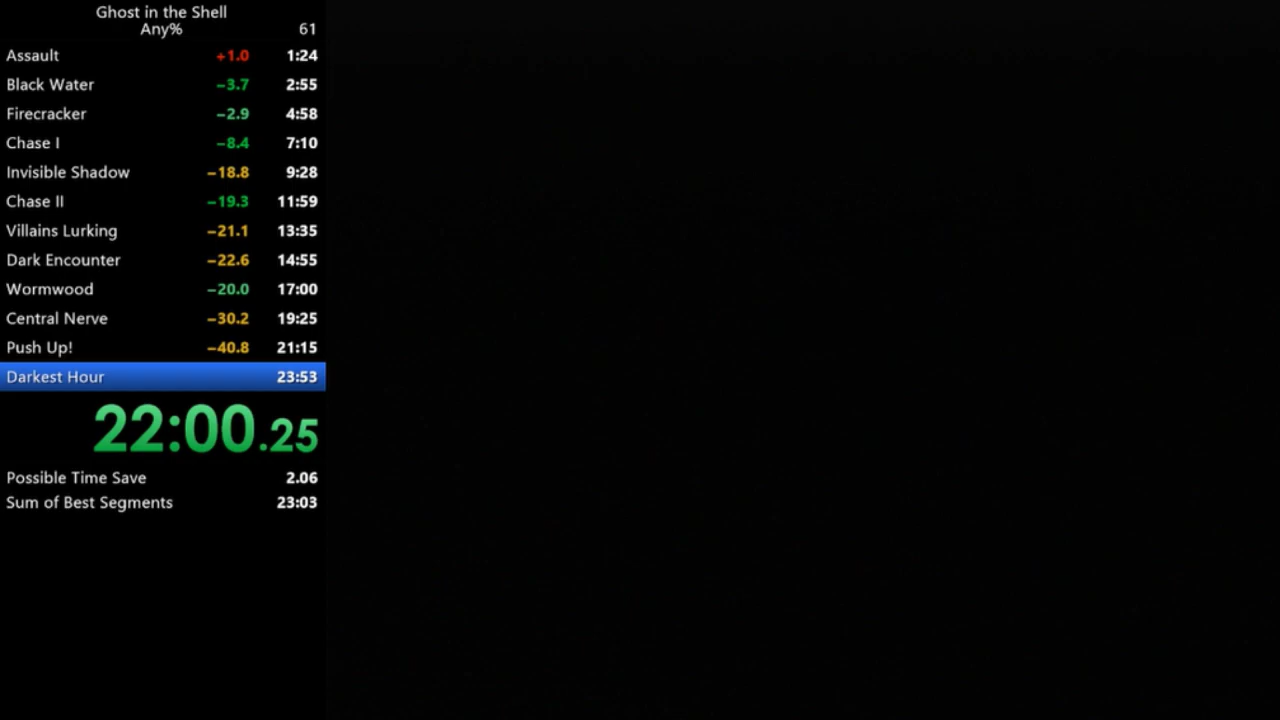 Ghost in the Shell
Any% 61
Assault +1.0 1:24
Black Water −3.7 2:55
Firecracker −2.9 4:58
Chase I −8.4 7:10
Invisible Shadow −18.8 9:28
Chase II −19.3 11:59
Villains Lurking −21.1 13:35
Dark Encounter −22.6 14:55
Wormwood −20.0 17:00
Central Nerve −30.2 19:25
Push Up! −40.8 21:15
Darkest Hour 23:53
22:00.25
Possible Time Save 2.06
Sum of Best Segments 23:03